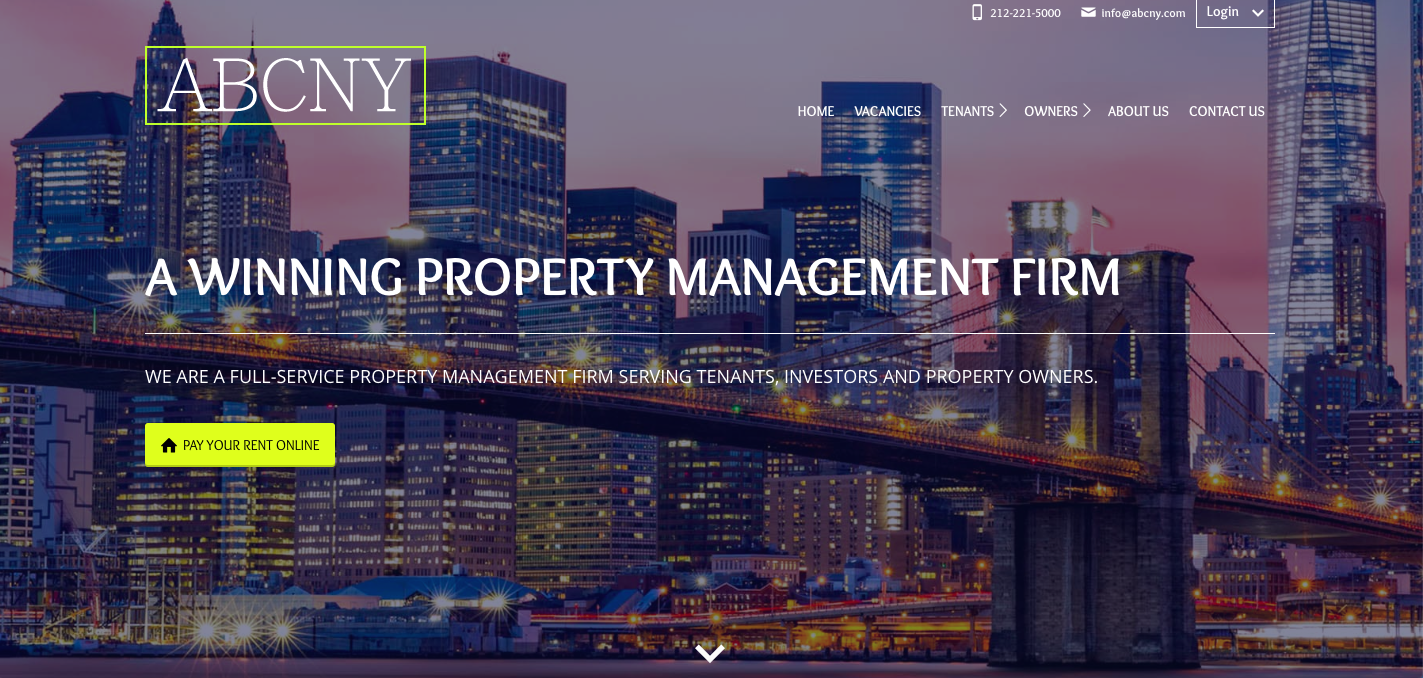 212-221-5000 info@abcny.com Login
ABCNY
HOME VACANCIES TENANTS OWNERS ABOUT US CONTACT US
A WINNING PROPERTY MANAGEMENT FIRM
WE ARE A FULL-SERVICE PROPERTY MANAGEMENT FIRM SERVING TENANTS, INVESTORS AND PROPERTY OWNERS.
PAY YOUR RENT ONLINE